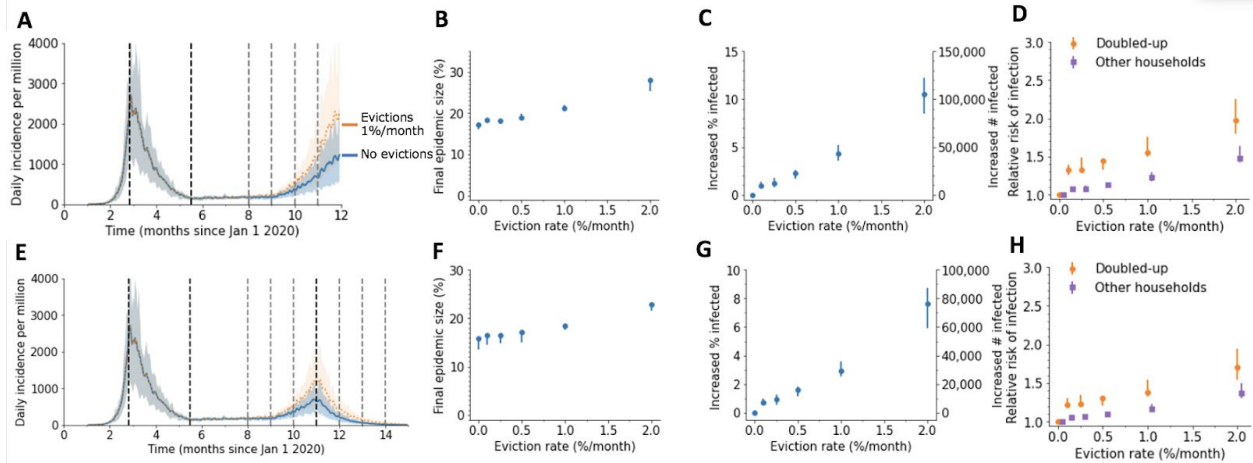 A
Daily incidence per million
4000
3000
2000
1000
0
0 2 4 6 8 10 12
Time (months since Jan 1 2020)
Evictions
1%/month
No evictions
B
Final epidemic size (%)
30
20
10
0
0.0 0.5 1.0 1.5 2.0
Eviction rate (%/month)
C
Increased % infected
15
10
5
0
150,000
100,000
50,000
0
Increased # infected
0.0 0.5 1.0 1.5 2.0
Eviction rate (%/month)
D
Doubled-up
Other households
Relative risk of infection
3.0
2.5
2.0
1.5
1.0
0.0 0.5 1.0 1.5 2.0
Eviction rate (%/month)
E
Daily incidence per million
4000
3000
2000
1000
0
0 2 4 6 8 10 12 14
Time (months since Jan 1 2020)
Evictions
1%/month
No evictions
F
Final epidemic size (%)
30
20
10
0
0.0 0.5 1.0 1.5 2.0
Eviction rate (%/month)
G
Increased % infected
10
8
6
4
2
0
100,000
80,000
60,000
40,000
20,000
0
Increased # infected
0.0 0.5 1.0 1.5 2.0
Eviction rate (%/month)
H
Doubled-up
Other households
Relative risk of infection
3.0
2.5
2.0
1.5
1.0
0.0 0.5 1.0 1.5 2.0
Eviction rate (%/month)